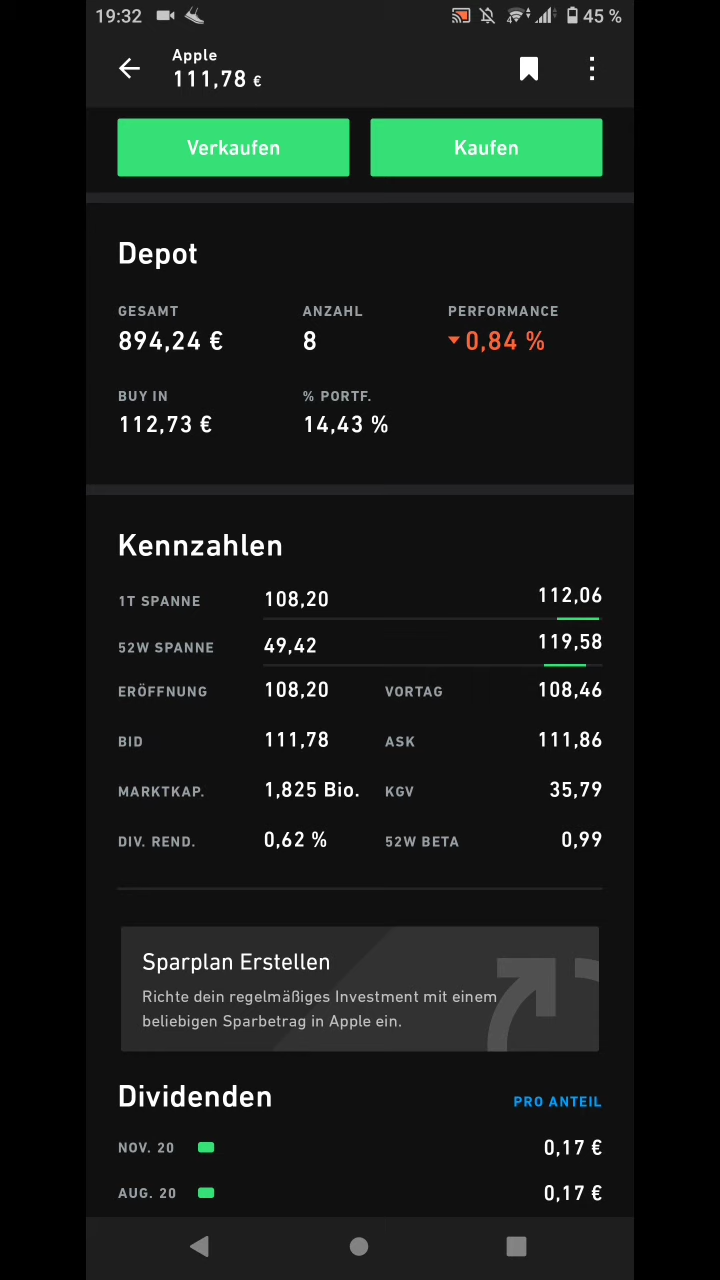 19:32 45 %
Apple
111,78 €
Verkaufen Kaufen
Depot
GESAMT ANZAHL PERFORMANCE
894,24 € 8 0,84 %
BUY IN % PORTF.
112,73 € 14,43 %
Kennzahlen
1T SPANNE 108,20 112,06
52W SPANNE 49,42 119,58
ERÖFFNUNG 108,20 VORTAG 108,46
BID 111,78 ASK 111,86
MARKTKAP. 1,825 Bio. KGV 35,79
DIV. REND. 0,62 % 52W BETA 0,99
Sparplan Erstellen
Richte dein regelmäßiges Investment mit einem
beliebigen Sparbetrag in Apple ein.
Dividenden PRO ANTEIL
NOV. 20 0,17 €
AUG. 20 0,17 €